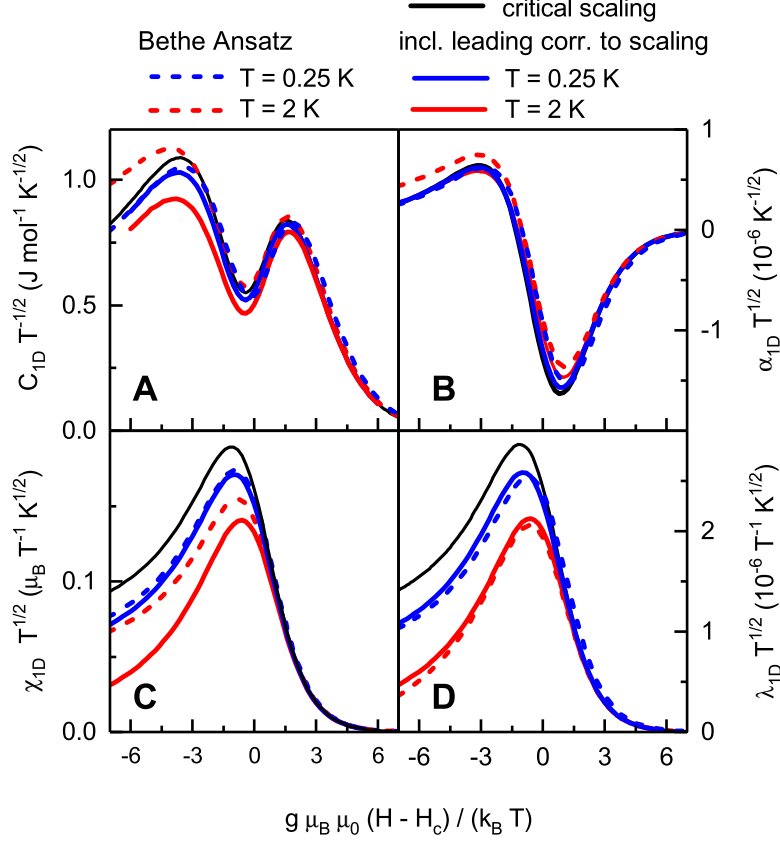 critical scaling
Bethe Ansatz
incl. leading corr. to scaling
T = 0.25 K
T = 0.25 K
T = 2 K
T = 2 K
C1D T-1/2 (J mol-1 K-1/2)
1.0
0.5
0.0
A
B
1
0
-1
α1D T1/2 (10-6 K-1/2)
χ1D T1/2 (μB T-1 K1/2)
0.1
0.0
C
D
2
1
0
λ1D T1/2 (10-6 T-1 K1/2)
-6 -3 0 3 6
-6 -3 0 3 6
g μB μ0 (H - Hc) / (kB T)